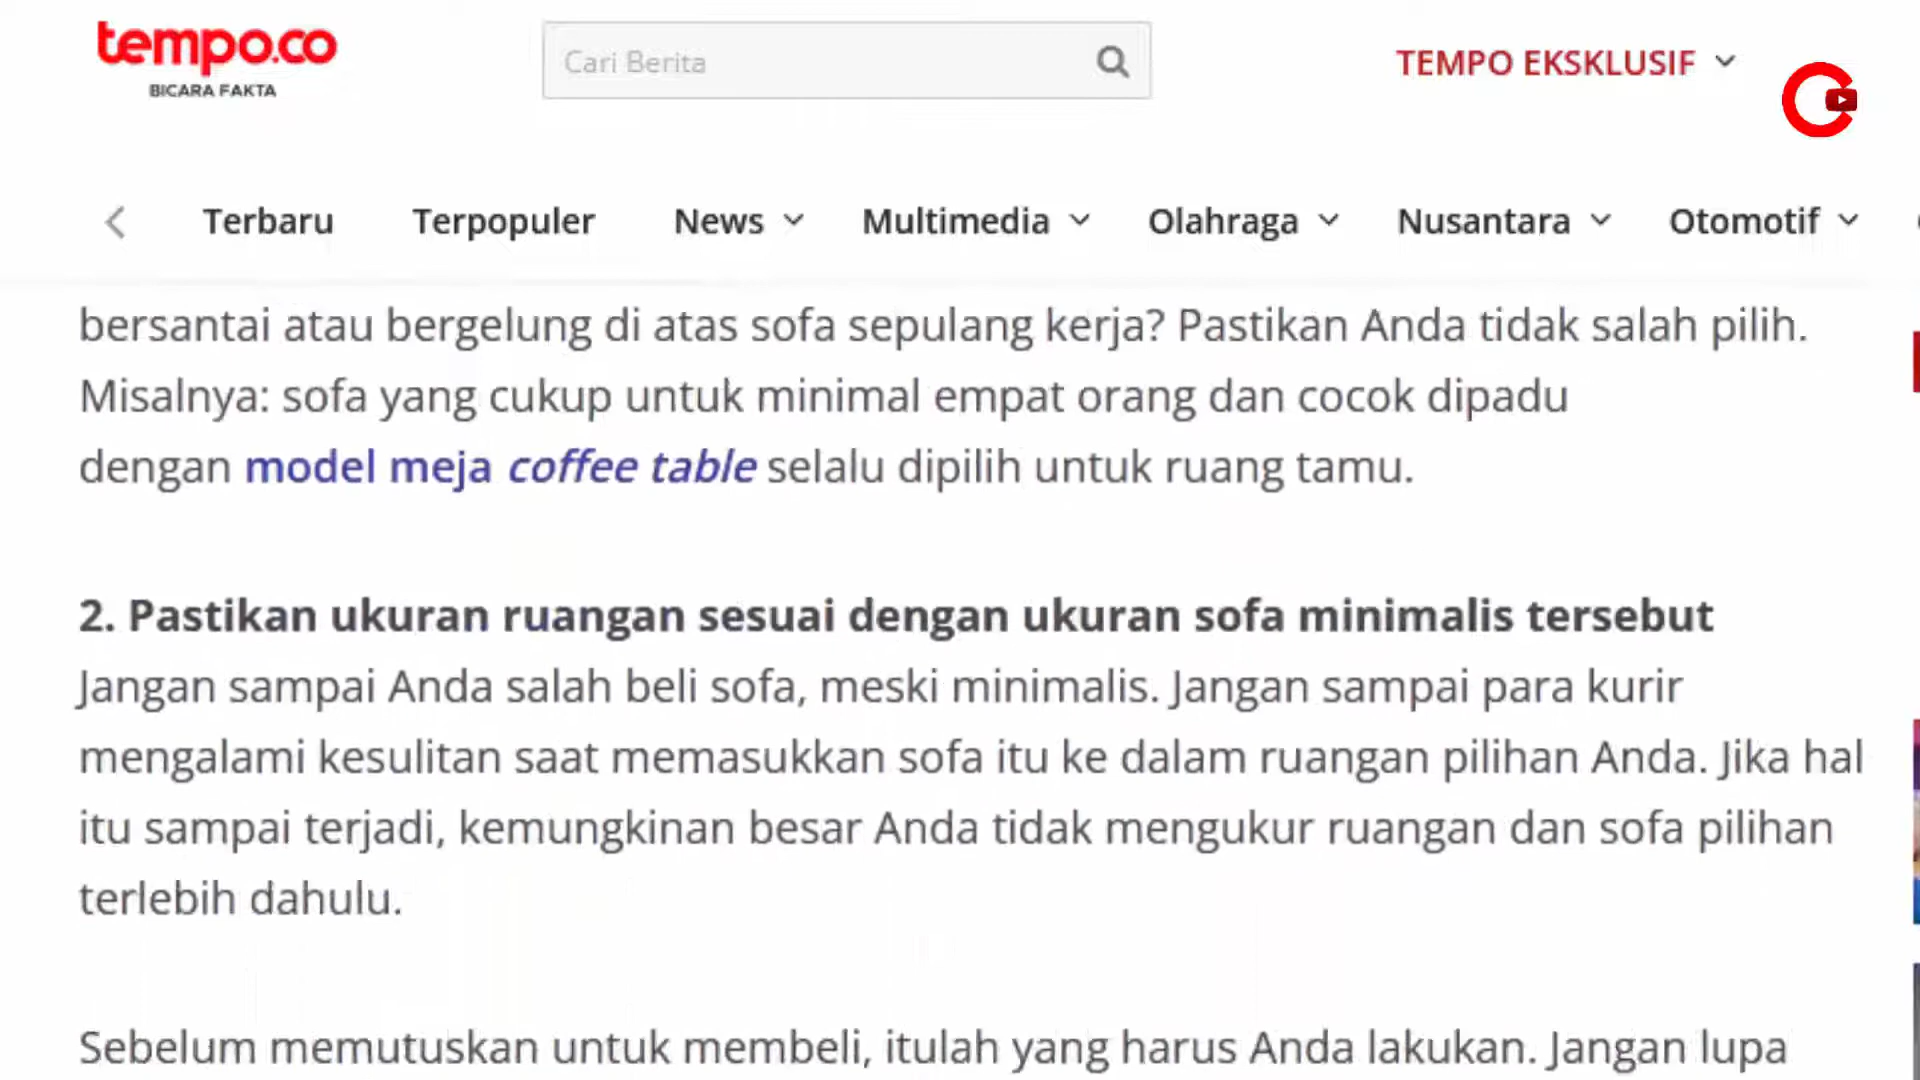 tempo.co
BICARA FAKTA
Cari Berita
TEMPO EKSKLUSIF
Terbaru Terpopuler News Multimedia Olahraga Nusantara Otomotif
bersantai atau bergelung di atas sofa sepulang kerja? Pastikan Anda tidak salah pilih.
Misalnya: sofa yang cukup untuk minimal empat orang dan cocok dipadu
dengan model meja coffee table selalu dipilih untuk ruang tamu.
2. Pastikan ukuran ruangan sesuai dengan ukuran sofa minimalis tersebut
Jangan sampai Anda salah beli sofa, meski minimalis. Jangan sampai para kurir
mengalami kesulitan saat memasukkan sofa itu ke dalam ruangan pilihan Anda. Jika hal
itu sampai terjadi, kemungkinan besar Anda tidak mengukur ruangan dan sofa pilihan
terlebih dahulu.
Sebelum memutuskan untuk membeli, itulah yang harus Anda lakukan. Jangan lupa